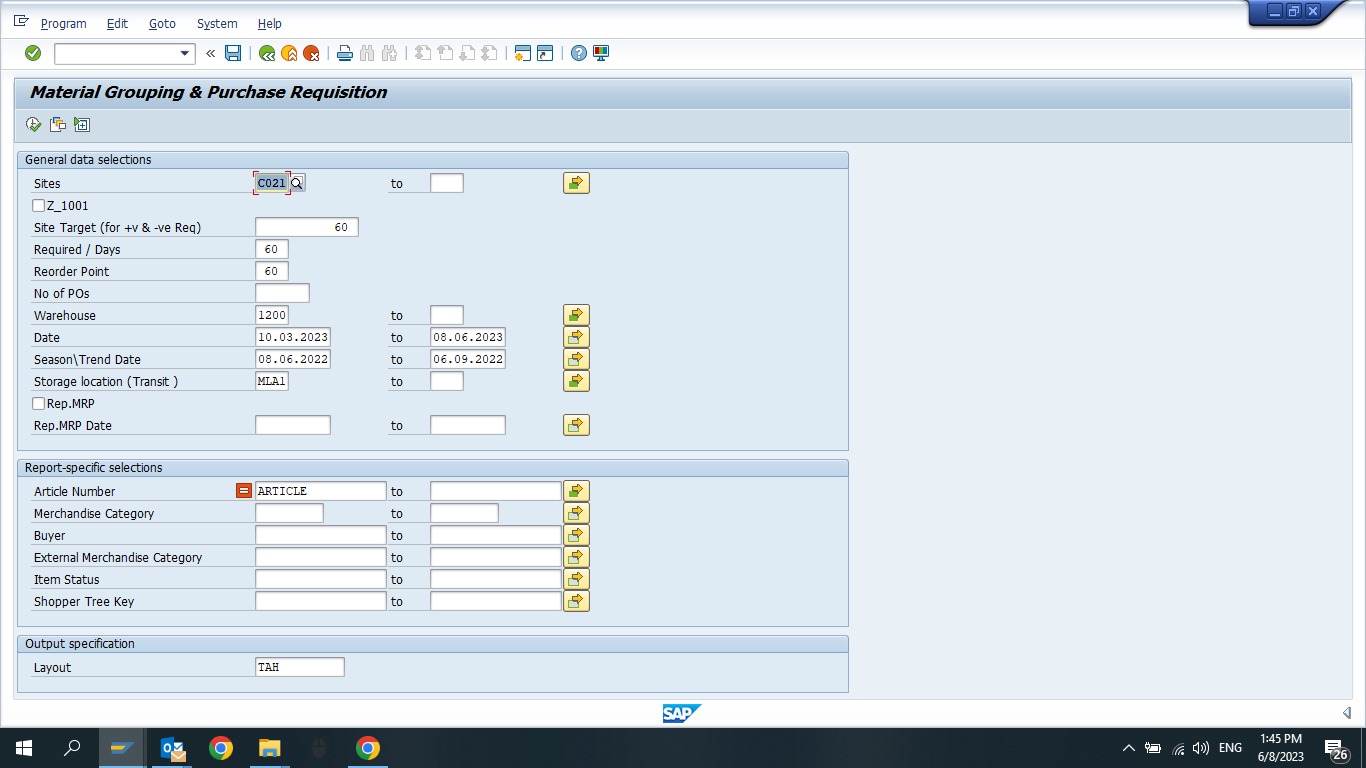 Program Edit Goto System Help
Material Grouping & Purchase Requisition
General data selections
Sites C021 to
Z_1001
Site Target (for +v & -ve Req) 60
Required / Days 60
Reorder Point 60
No of POs
Warehouse 1200 to
Date 10.03.2023 to 08.06.2023
Season\Trend Date 08.06.2022 to 06.09.2022
Storage location (Transit ) MLA1 to
Rep.MRP
Rep.MRP Date to
Report-specific selections
Article Number ARTICLE to
Merchandise Category to
Buyer to
External Merchandise Category to
Item Status to
Shopper Tree Key to
Output specification
Layout TAH
SAP
ENG 1:45 PM
6/8/2023 26